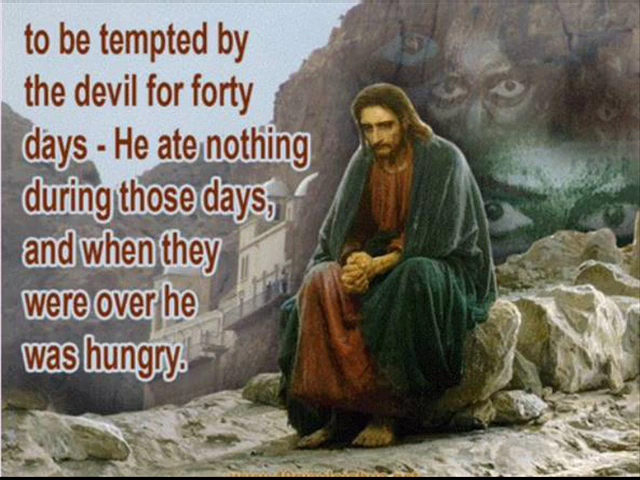 to be tempted by
the devil for forty
days - He ate nothing
during those days,
and when they
were over he
was hungry.